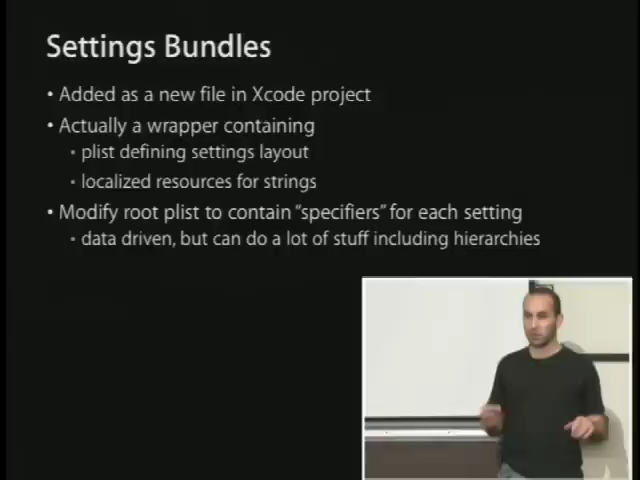 Settings Bundles
• Added as a new file in Xcode project
• Actually a wrapper containing
▪ plist defining settings layout
▪ localized resources for strings
• Modify root plist to contain “specifiers” for each setting
▪ data driven, but can do a lot of stuff including hierarchies